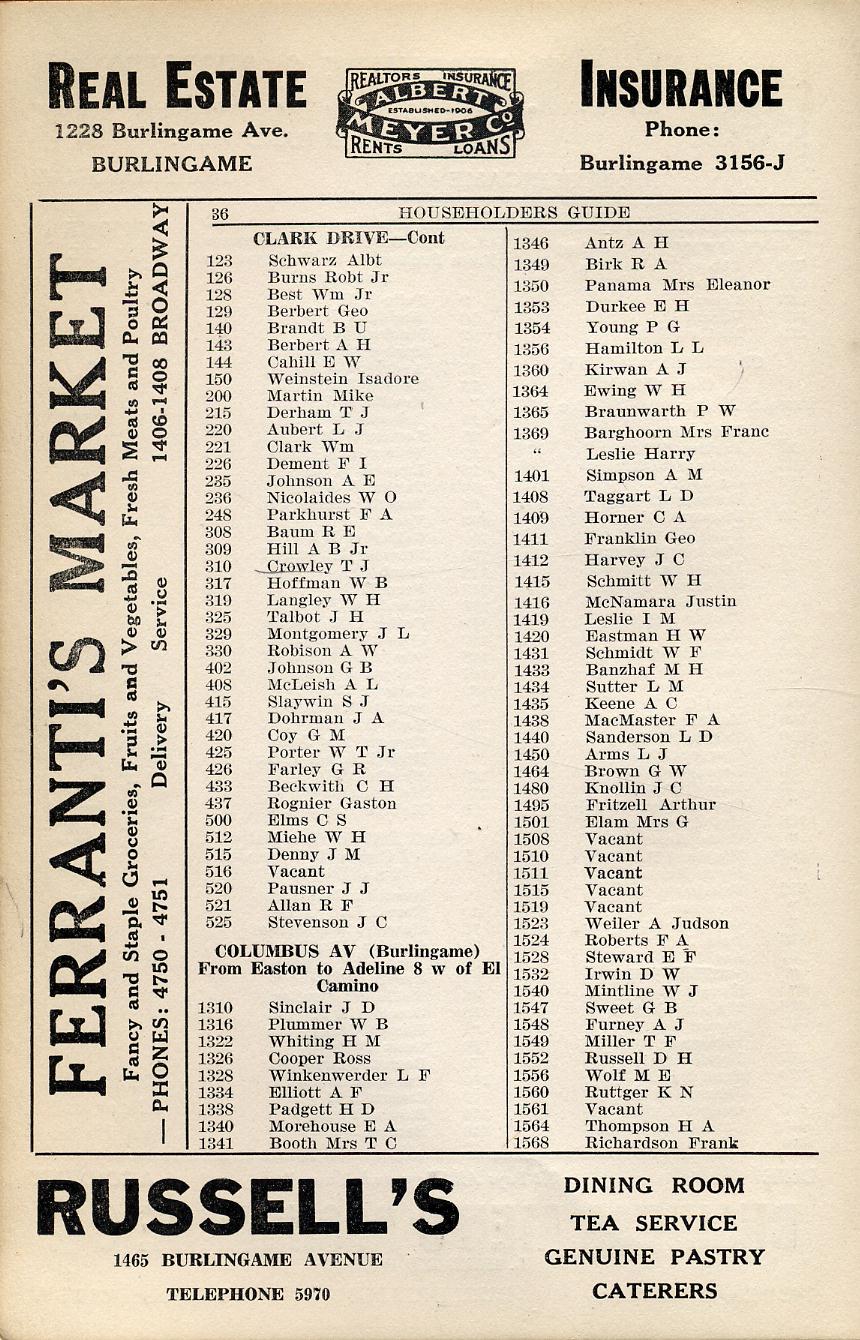 REAL ESTATE
1228 Burlingame Ave.
BURLINGAME
REALTORS INSURANCE
ALBERT
ESTABLISHED-1906
MEYER Co
RENTS LOANS
INSURANCE
Phone:
Burlingame 3156-J
FERRANTI'S MARKET
Fancy and Staple Groceries, Fruits and Vegetables, Fresh Meats and Poultry
— PHONES: 4750 - 4751 Delivery Service 1406-1408 BROADWAY
36 HOUSEHOLDERS GUIDE
CLARK DRIVE—Cont
123 Schwarz Albt
126 Burns Robt Jr
128 Best Wm Jr
129 Berbert Geo
140 Brandt B U
143 Berbert A H
144 Cahill E W
150 Weinstein Isadore
200 Martin Mike
215 Derham T J
220 Aubert L J
221 Clark Wm
226 Dement F I
235 Johnson A E
236 Nicolaides W O
248 Parkhurst F A
308 Baum R E
309 Hill A B Jr
310 Crowley T J
317 Hoffman W B
319 Langley W H
325 Talbot J H
329 Montgomery J L
330 Robison A W
402 Johnson G B
408 McLeish A L
415 Slaywin S J
417 Dohrman J A
420 Coy G M
425 Porter W T Jr
426 Farley G R
433 Beckwith C H
437 Rognier Gaston
500 Elms C S
512 Miehe W H
515 Denny J M
516 Vacant
520 Pausner J J
521 Allan R F
525 Stevenson J C
COLUMBUS AV (Burlingame)
From Easton to Adeline 8 w of El
Camino
1310 Sinclair J D
1316 Plummer W B
1322 Whiting H M
1326 Cooper Ross
1328 Winkenwerder L F
1334 Elliott A F
1338 Padgett H D
1340 Morehouse E A
1341 Booth Mrs T C
1346 Antz A H
1349 Birk R A
1350 Panama Mrs Eleanor
1353 Durkee E H
1354 Young P G
1356 Hamilton L L
1360 Kirwan A J
1364 Ewing W H
1365 Braunwarth P W
1369 Barghoorn Mrs Franc
“ Leslie Harry
1401 Simpson A M
1408 Taggart L D
1409 Horner C A
1411 Franklin Geo
1412 Harvey J C
1415 Schmitt W H
1416 McNamara Justin
1419 Leslie I M
1420 Eastman H W
1431 Schmidt W F
1433 Banzhaf M H
1434 Sutter L M
1435 Keene A C
1438 MacMaster F A
1440 Sanderson L D
1450 Arms L J
1464 Brown G W
1480 Knollin J C
1495 Fritzell Arthur
1501 Elam Mrs G
1508 Vacant
1510 Vacant
1511 Vacant
1515 Vacant
1519 Vacant
1523 Weiler A Judson
1524 Roberts F A
1528 Steward E F
1532 Irwin D W
1540 Mintline W J
1547 Sweet G B
1548 Furney A J
1549 Miller T F
1552 Russell D H
1556 Wolf M E
1560 Ruttger K N
1561 Vacant
1564 Thompson H A
1568 Richardson Frank
RUSSELL'S
1465 BURLINGAME AVENUE
TELEPHONE 5970
DINING ROOM
TEA SERVICE
GENUINE PASTRY
CATERERS